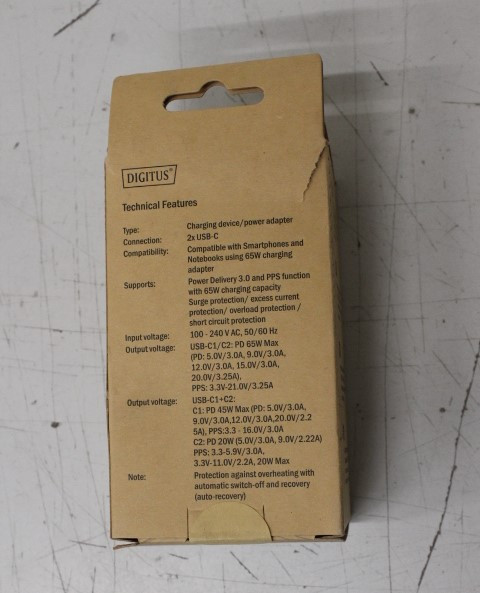 DIGITUS®
Technical Features
Type: Charging device/power adapter
Connection: 2x USB-C
Compatibility: Compatible with Smartphones and
Notebooks using 65W charging
adapter
Supports: Power Delivery 3.0 and PPS function
with 65W charging capacity
Surge protection/ excess current
protection/ overload protection /
short circuit protection
Input voltage: 100 - 240 V AC, 50/60 Hz
Output voltage: USB-C1/C2: PD 65W Max
(PD: 5.0V/3.0A, 9.0V/3.0A,
12.0V/3.0A, 15.0V/3.0A,
20.0V/3.25A),
PPS: 3.3V-21.0V/3.25A
Output voltage: USB-C1+C2:
C1: PD 45W Max (PD: 5.0V/3.0A,
9.0V/3.0A,12.0V/3.0A,20.0V/2.2
5A), PPS:3.3 - 16.0V/3.0A
C2: PD 20W (5.0V/3.0A, 9.0V/2.22A)
PPS: 3.3-5.9V/3.0A,
3.3V-11.0V/2.2A, 20W Max
Note: Protection against overheating with
automatic switch-off and recovery
(auto-recovery)